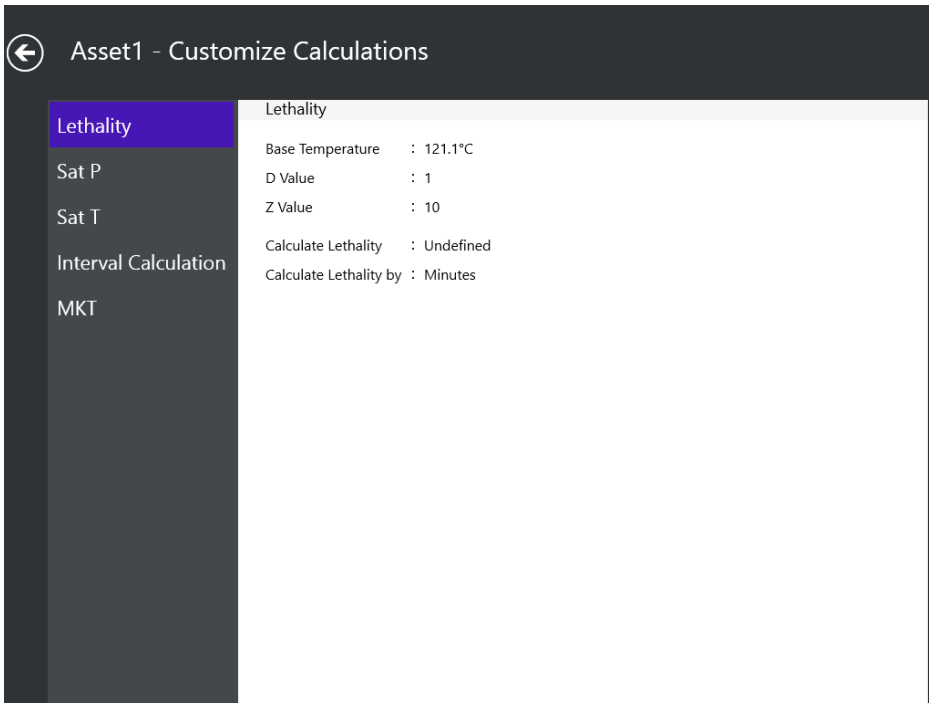 Asset1 - Customize Calculations
Lethality
Sat P
Sat T
Interval Calculation
MKT
Lethality
Base Temperature : 121.1°C
D Value : 1
Z Value : 10
Calculate Lethality : Undefined
Calculate Lethality by : Minutes